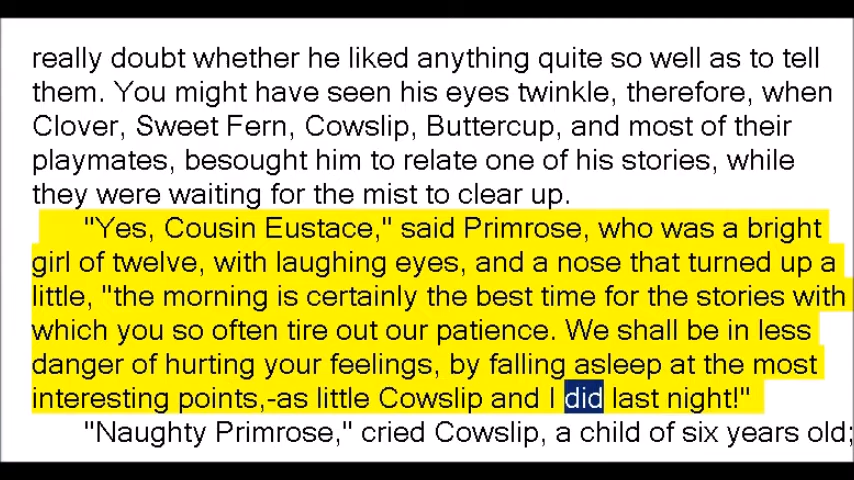 really doubt whether he liked anything quite so well as to tell
them. You might have seen his eyes twinkle, therefore, when
Clover, Sweet Fern, Cowslip, Buttercup, and most of their
playmates, besought him to relate one of his stories, while
they were waiting for the mist to clear up.
"Yes, Cousin Eustace," said Primrose, who was a bright
girl of twelve, with laughing eyes, and a nose that turned up a
little, "the morning is certainly the best time for the stories with
which you so often tire out our patience. We shall be in less
danger of hurting your feelings, by falling asleep at the most
interesting points,-as little Cowslip and I did last night!"
"Naughty Primrose," cried Cowslip, a child of six years old;